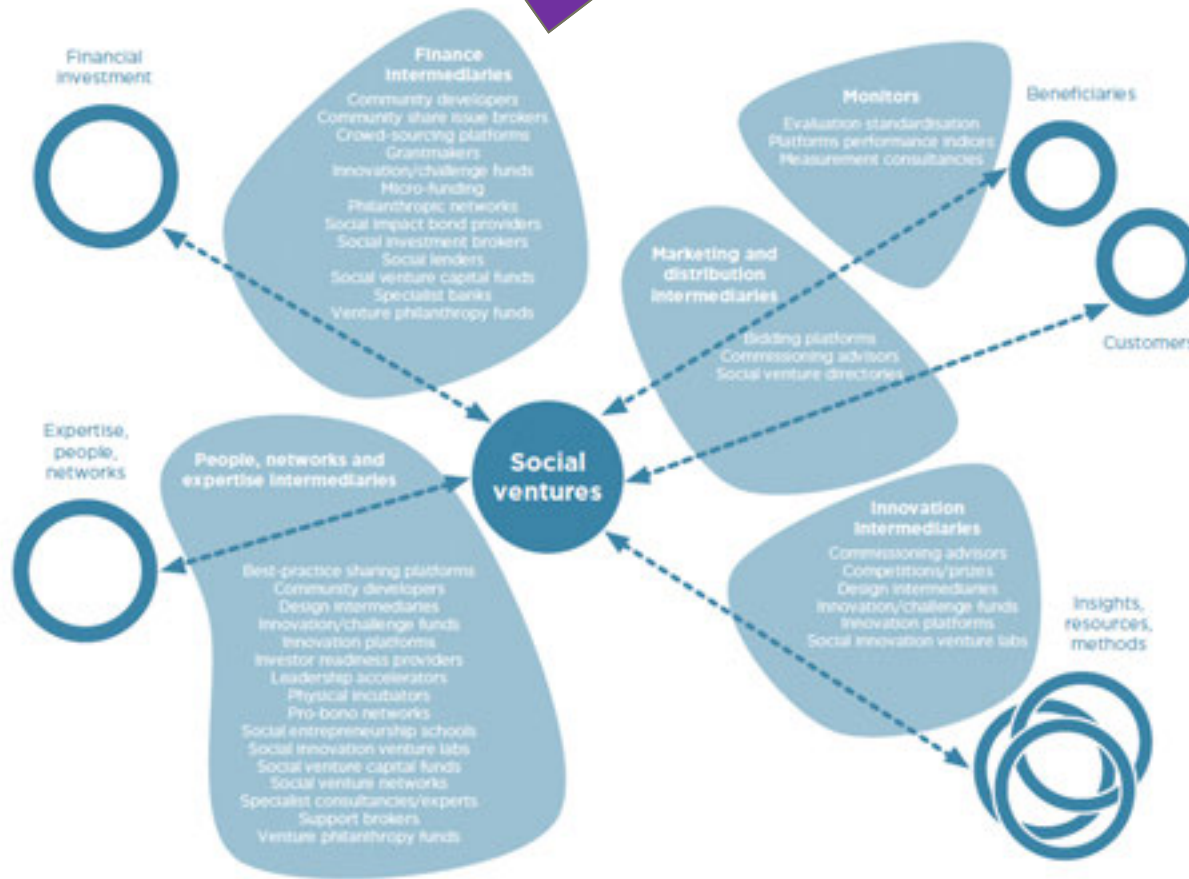 Financial
investment
Finance
intermediaries
Community developers
Community share issue brokers
Crowd-sourcing platforms
Grantmakers
Innovation/challenge funds
Micro-funding
Philanthropic networks
Social impact bond providers
Social investment brokers
Social lenders
Social venture capital funds
Specialist banks
Venture philanthropy funds
Monitors
Evaluation standardisation
Platforms performance indices
Measurement consultancies
Beneficiaries
Marketing and
distribution
intermediaries
Bidding platforms
Commissioning advisors
Social venture directories
Customers
Expertise,
people,
networks
People, networks and
expertise intermediaries
Best-practice sharing platforms
Community developers
Design intermediaries
Innovation/challenge funds
Innovation platforms
Investor readiness providers
Leadership accelerators
Physical incubators
Pro-bono networks
Social entrepreneurship schools
Social innovation venture labs
Social venture capital funds
Social venture networks
Specialist consultancies/experts
Support brokers
Venture philanthropy funds
Social
ventures
Innovation
intermediaries
Commissioning advisors
Competitions/prizes
Design intermediaries
Innovation/challenge funds
Innovation platforms
Social innovation venture labs
Insights,
resources,
methods